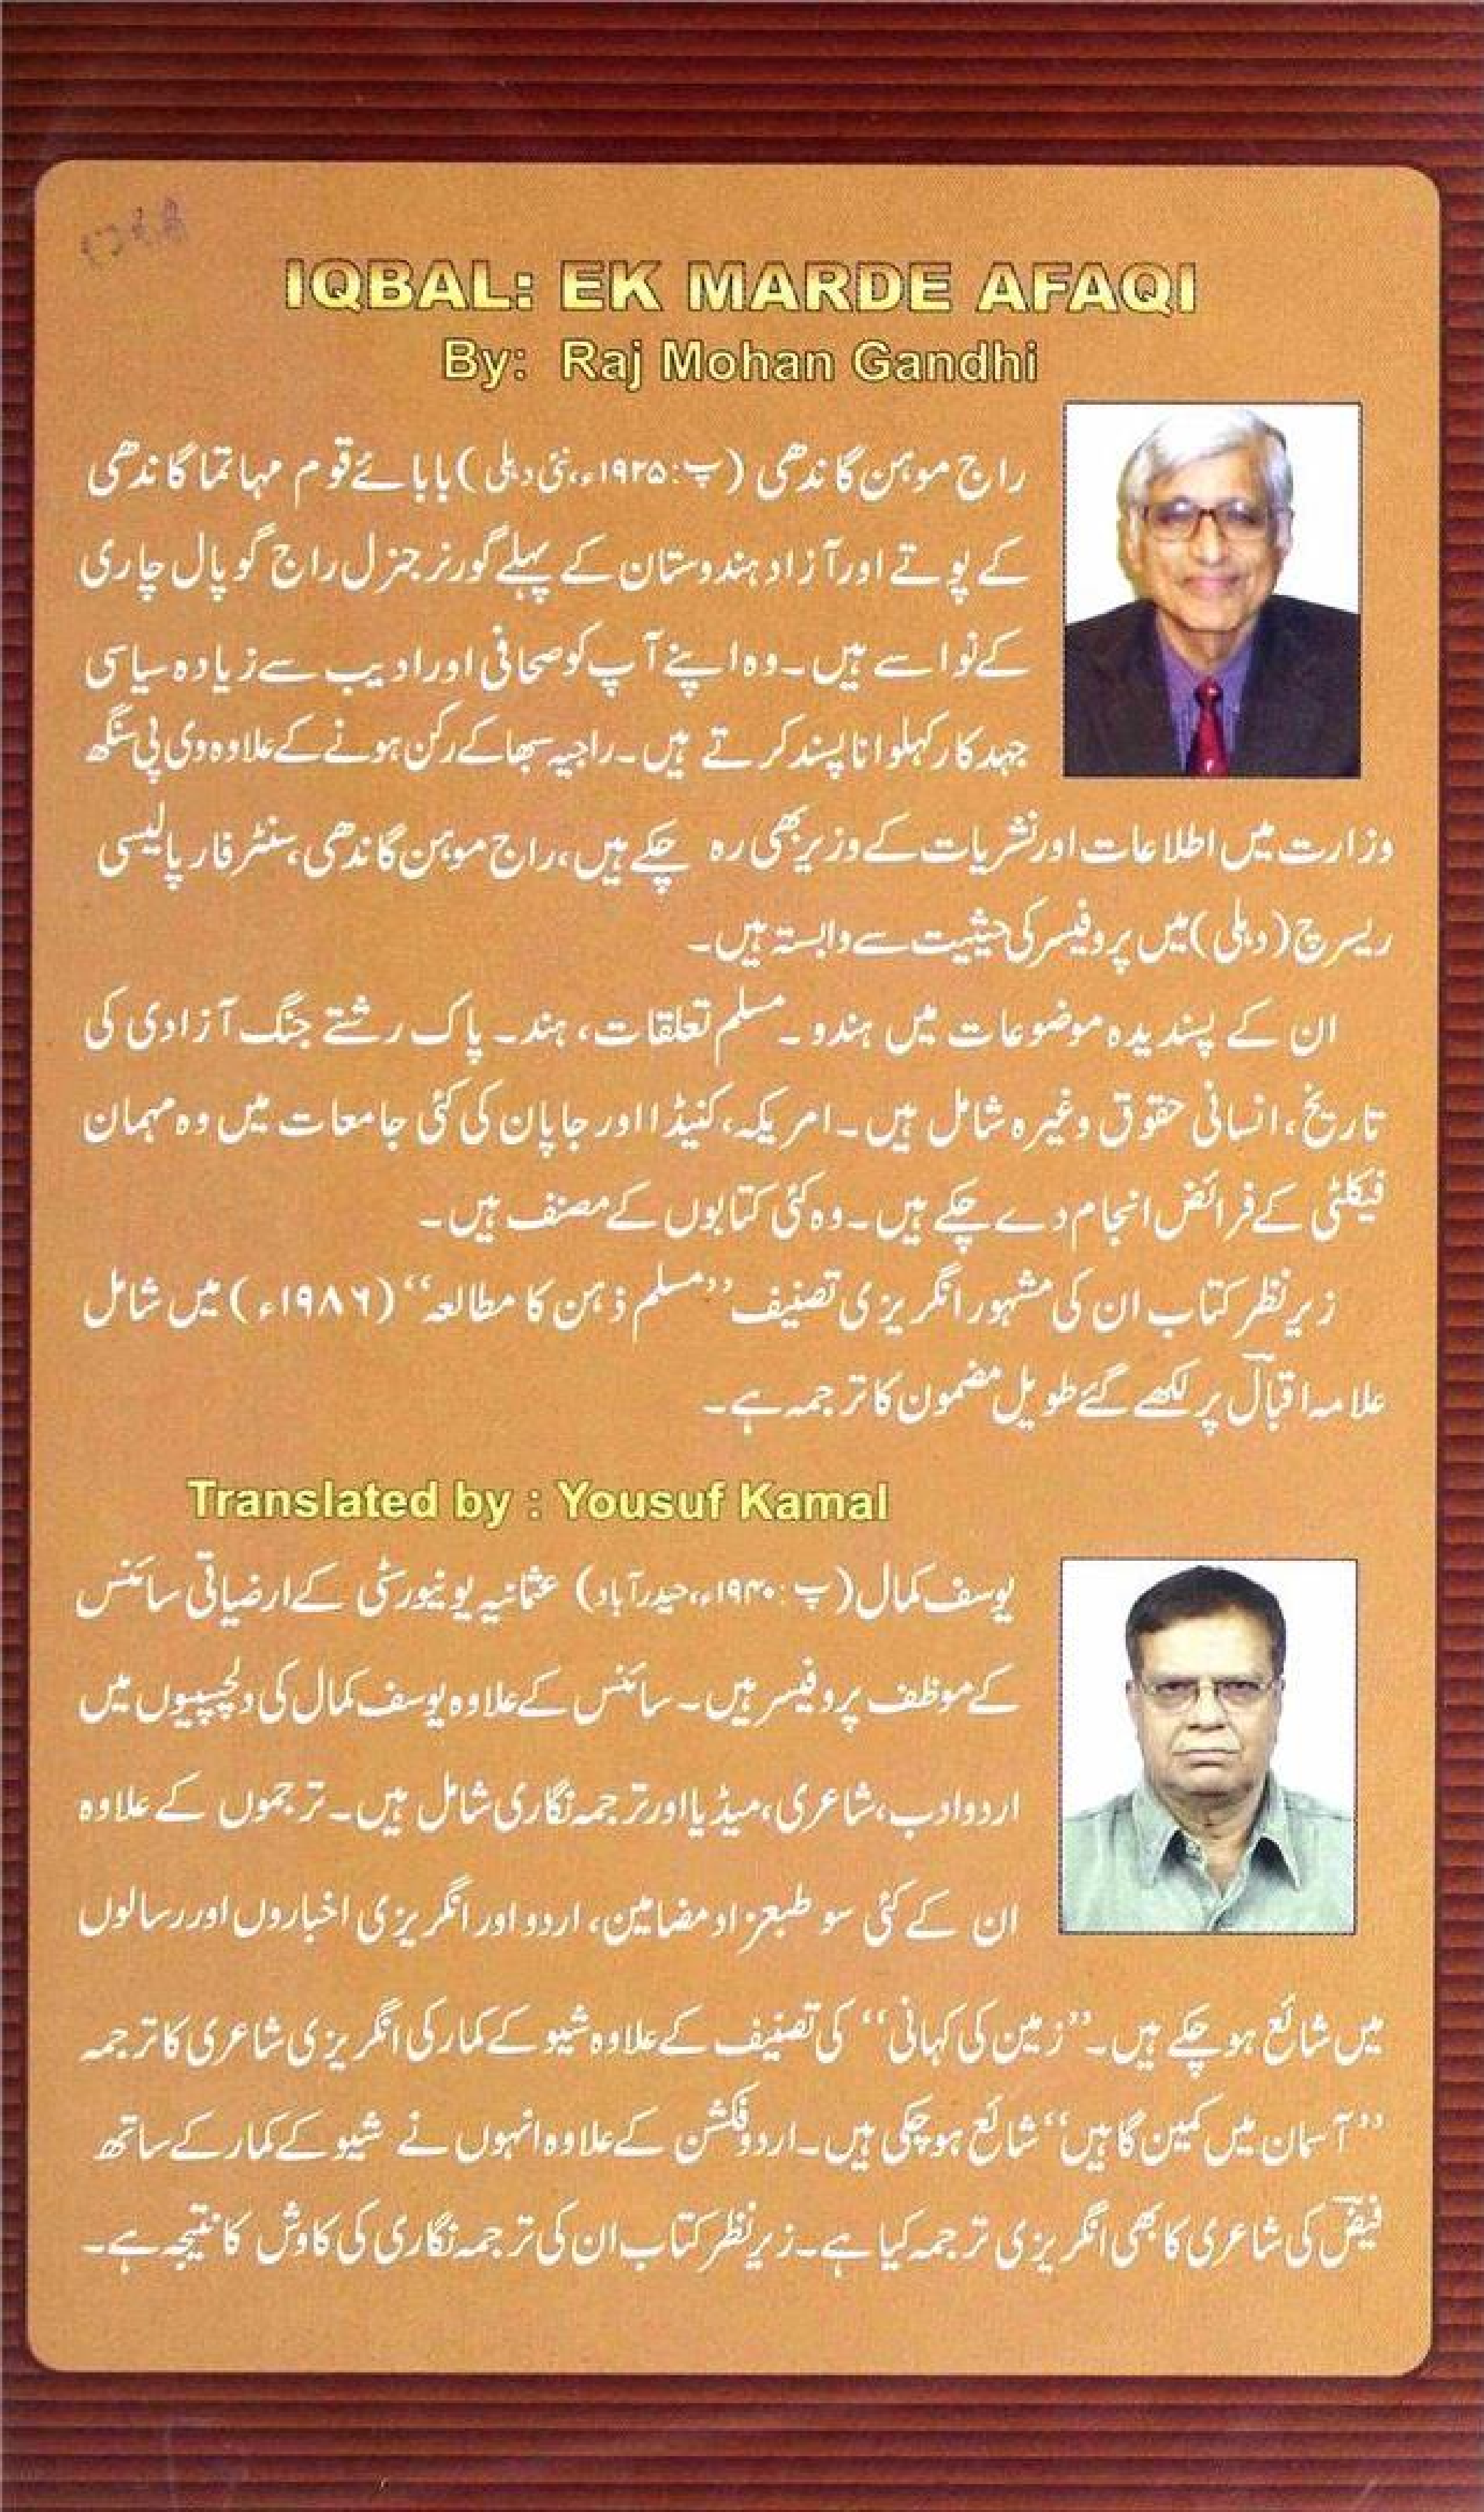 IQBAL: EK MARDE AFAQI
By: Raj Mohan Gandhi
راج موہن گاندھی (پ: ۱۹۲۵ء، نئی دہلی) بابائے قوم مہاتما گاندھی
کے پوتے اور آزاد ہندوستان کے پہلے گورنر جنرل راج گوپال چاری
کے نواسے ہیں۔ وہ اپنے آپ کو صحافی اور ادیب سے زیادہ سیاسی
جہد کار کہلوانا پسند کرتے ہیں۔ راجیہ سبھا کے رکن ہونے کے علاوہ وی پی سنگھ
وزارت میں اطلاعات اور نشریات کے وزیر بھی رہ چکے ہیں، راج موہن گاندھی، سنٹر فار پالیسی
ریسرچ (دہلی) میں پروفیسر کی حیثیت سے وابستہ ہیں۔
ان کے پسندیدہ موضوعات میں ہندو۔ مسلم تعلقات، ہند۔ پاک رشتے جنگ آزادی کی
تاریخ، انسانی حقوق وغیرہ شامل ہیں۔ امریکہ، کنیڈا اور جاپان کی کئی جامعات میں وہ مہمان
فیکلٹی کے فرائض انجام دے چکے ہیں۔ وہ کئی کتابوں کے مصنف ہیں۔
زیر نظر کتاب ان کی مشہور انگریزی تصنیف ”مسلم ذہن کا مطالعہ“ (۱۹۸۶ء) میں شامل
علامہ اقبالؔ پر لکھے گئے طویل مضمون کا ترجمہ ہے۔
Translated by : Yousuf Kamal
یوسف کمال (پ: ۱۹۴۰ء، حیدرآباد) عثمانیہ یونیورسٹی کے ارضیاتی سائنس
کے موظف پروفیسر ہیں۔ سائنس کے علاوہ یوسف کمال کی دلچسپیوں میں
اردو ادب، شاعری، میڈیا اور ترجمہ نگاری شامل ہیں۔ ترجموں کے علاوہ
ان کے کئی سو طبعزاد مضامین، اردو اور انگریزی اخباروں اور رسالوں
میں شائع ہو چکے ہیں۔ ”زمین کی کہانی“ کی تصنیف کے علاوہ شیو کے کمار کی انگریزی شاعری کا ترجمہ
”آسمان میں کمین گاہیں“ شائع ہو چکی ہیں۔ اردو فکشن کے علاوہ انہوں نے شیو کے کمار کے ساتھ
فیضؔ کی شاعری کا بھی انگریزی ترجمہ کیا ہے۔ زیر نظر کتاب ان کی ترجمہ نگاری کی کاوش کا نتیجہ ہے۔